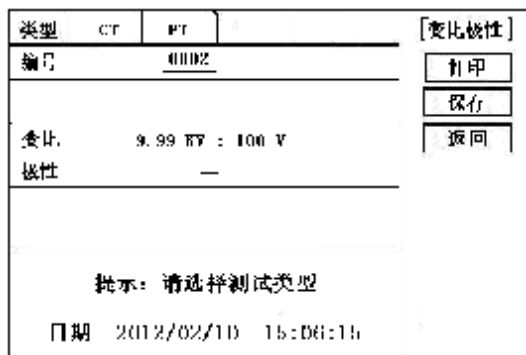 类型 CT PT
[变比极性]
编号 0002
打印
保存
变比 9.99 KV : 100 V
返回
极性 —
提示：请选择测试类型
日期 2012/02/10 15:06:15